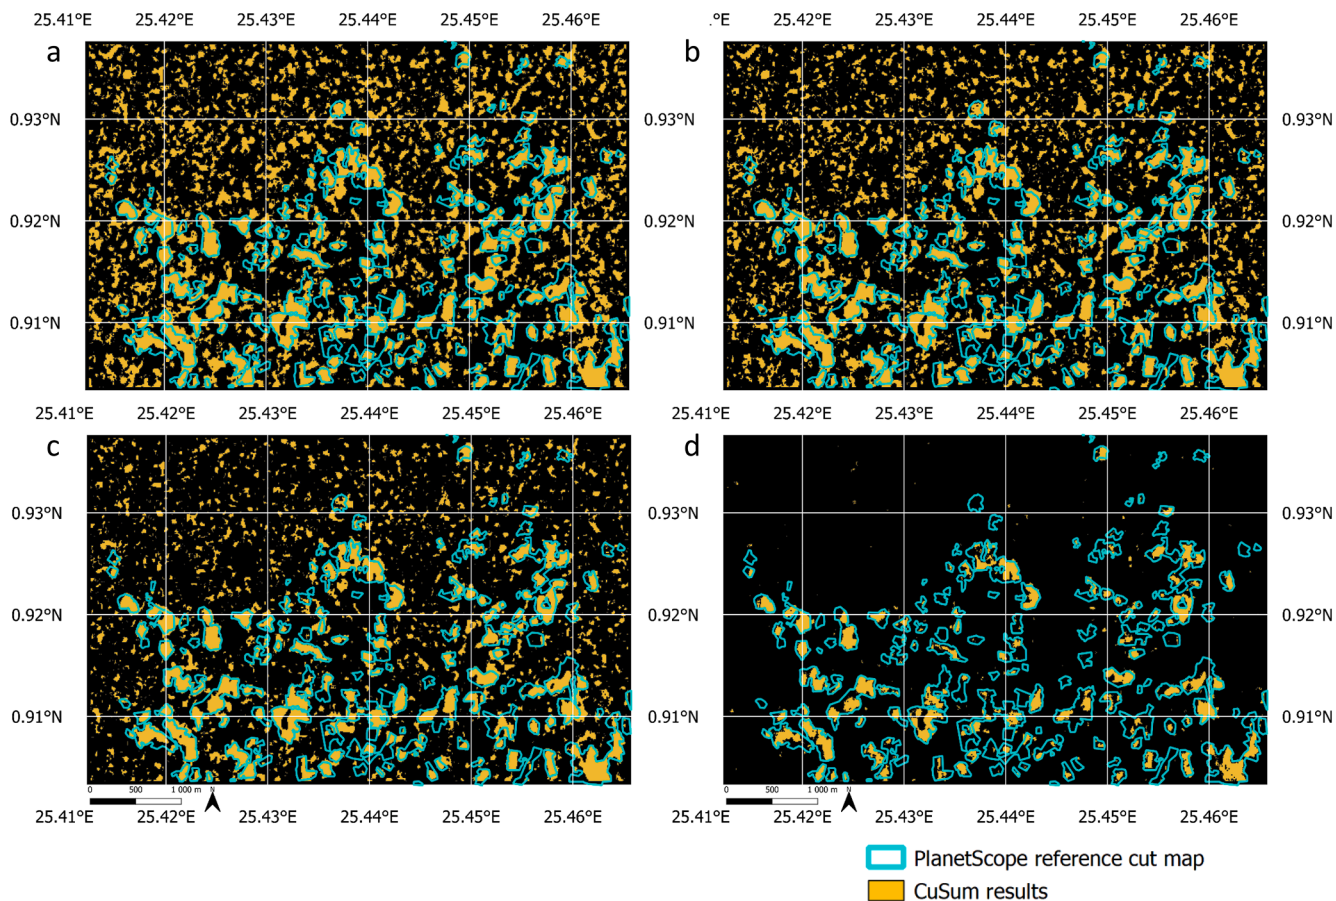 25.41°E 25.42°E 25.43°E 25.44°E 25.45°E 25.46°E 25.42°E 25.43°E 25.44°E 25.45°E 25.46°E
a b
0.93°N 0.93°N
0.92°N 0.92°N
0.91°N 0.91°N
25.41°E 25.42°E 25.43°E 25.44°E 25.45°E 25.46°E 25.41°E 25.42°E 25.43°E 25.44°E 25.45°E 25.46°E
c d
0.93°N 0.93°N
0.92°N 0.92°N
0.91°N 0.91°N
0 500 1 000 m N 0 500 1 000 m N
25.41°E 25.42°E 25.43°E 25.44°E 25.45°E 25.46°E 25.41°E 25.42°E 25.43°E 25.44°E 25.45°E 25.46°E
PlanetScope reference cut map
CuSum results